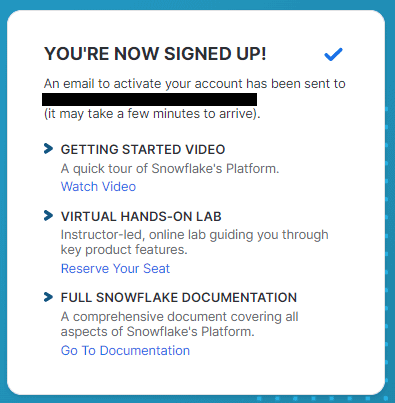 YOU'RE NOW SIGNED UP!
An email to activate your account has been sent to
(it may take a few minutes to arrive).
GETTING STARTED VIDEO
A quick tour of Snowflake's Platform.
Watch Video
VIRTUAL HANDS-ON LAB
Instructor-led, online lab guiding you through
key product features.
Reserve Your Seat
FULL SNOWFLAKE DOCUMENTATION
A comprehensive document covering all
aspects of Snowflake's Platform.
Go To Documentation